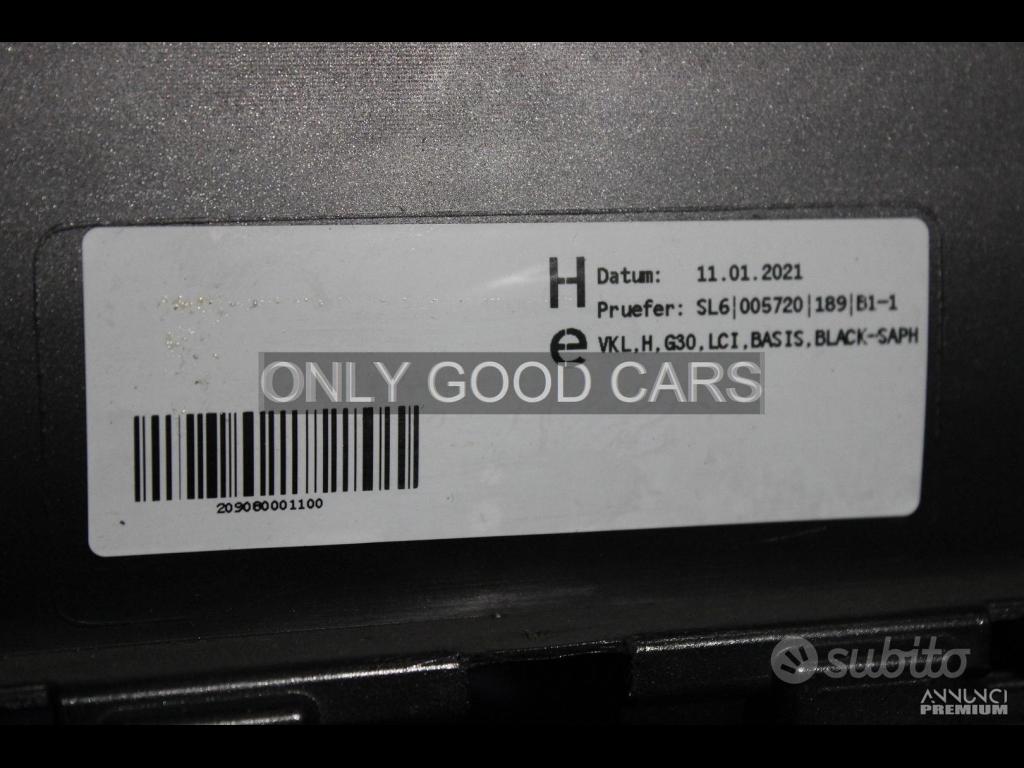 H Datum: 11.01.2021
Pruefer: SL6|005720|189|B1-1
e VKL,H,G30,LCI,BASIS,BLACK-SAPH
ONLY GOOD CARS
209080001100
subito
ANNUNCI
PREMIUM